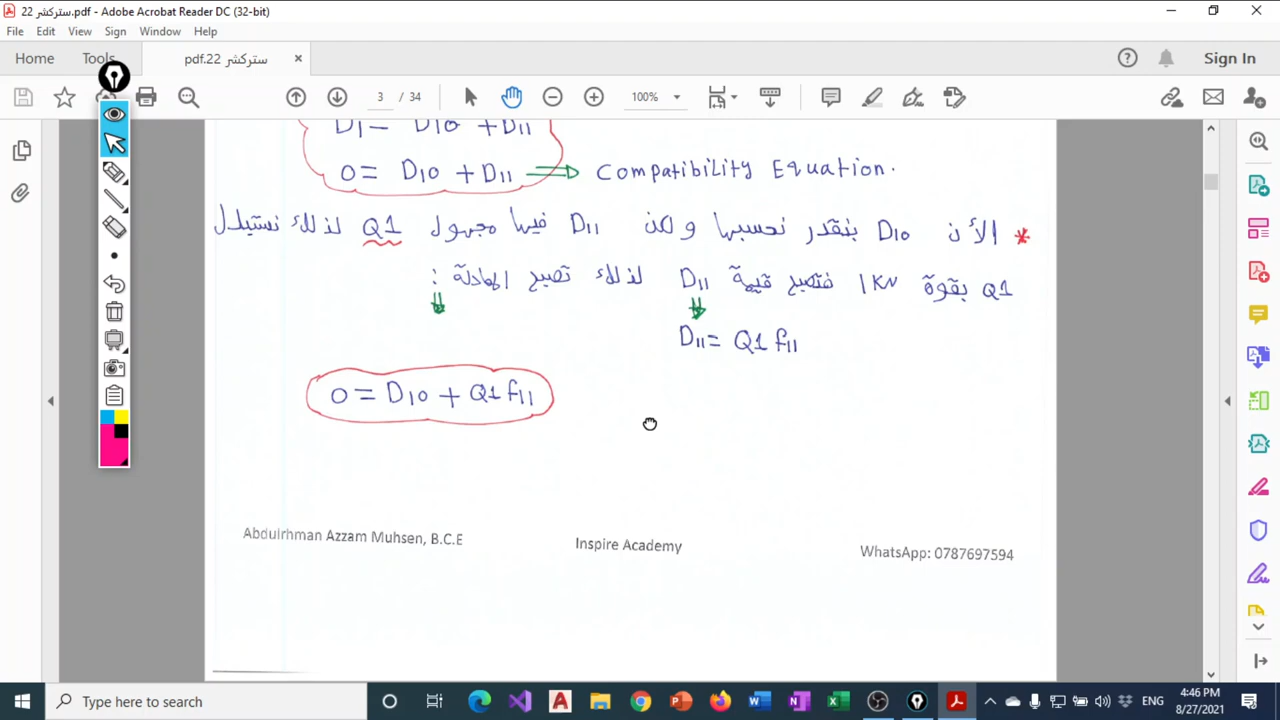 سترکشر 22.pdf - Adobe Acrobat Reader DC (32-bit)
File Edit View Sign Window Help
Home Tools سترکشر 22.pdf Sign In
3 / 34 100%
D1 = D10 + D11
0 = D10 + D11 ⇒ Compatibility Equation.
* الأن D10 بنقدر نحسبها ولكن D11 فيها مجهول Q1 لذلك نستبدل
Q1 بقوة 1KN فتصبح قيمة D11 لذلك تصبح المعادلة :
D11 = Q1 f11
0 = D10 + Q1 f11
Abdulrhman Azzam Muhsen, B.C.E Inspire Academy WhatsApp: 0787697594
Type here to search
ENG
4:46 PM
8/27/2021